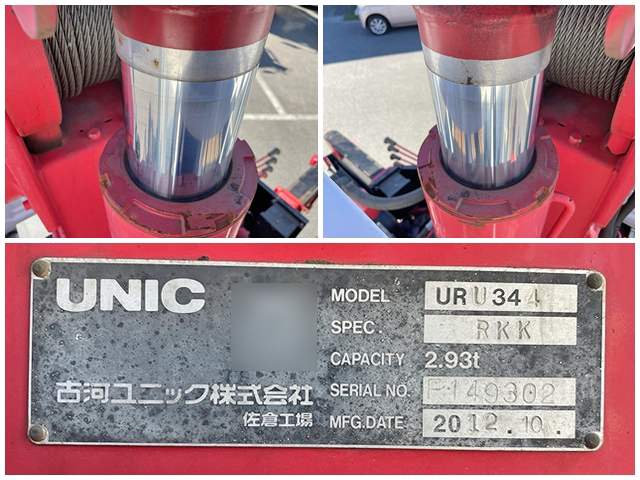 UNIC
MODEL URU344
SPEC. RKK
CAPACITY 2.93t
古河ユニック株式会社 SERIAL NO. F149302
佐倉工場 MFG.DATE 2012.10.